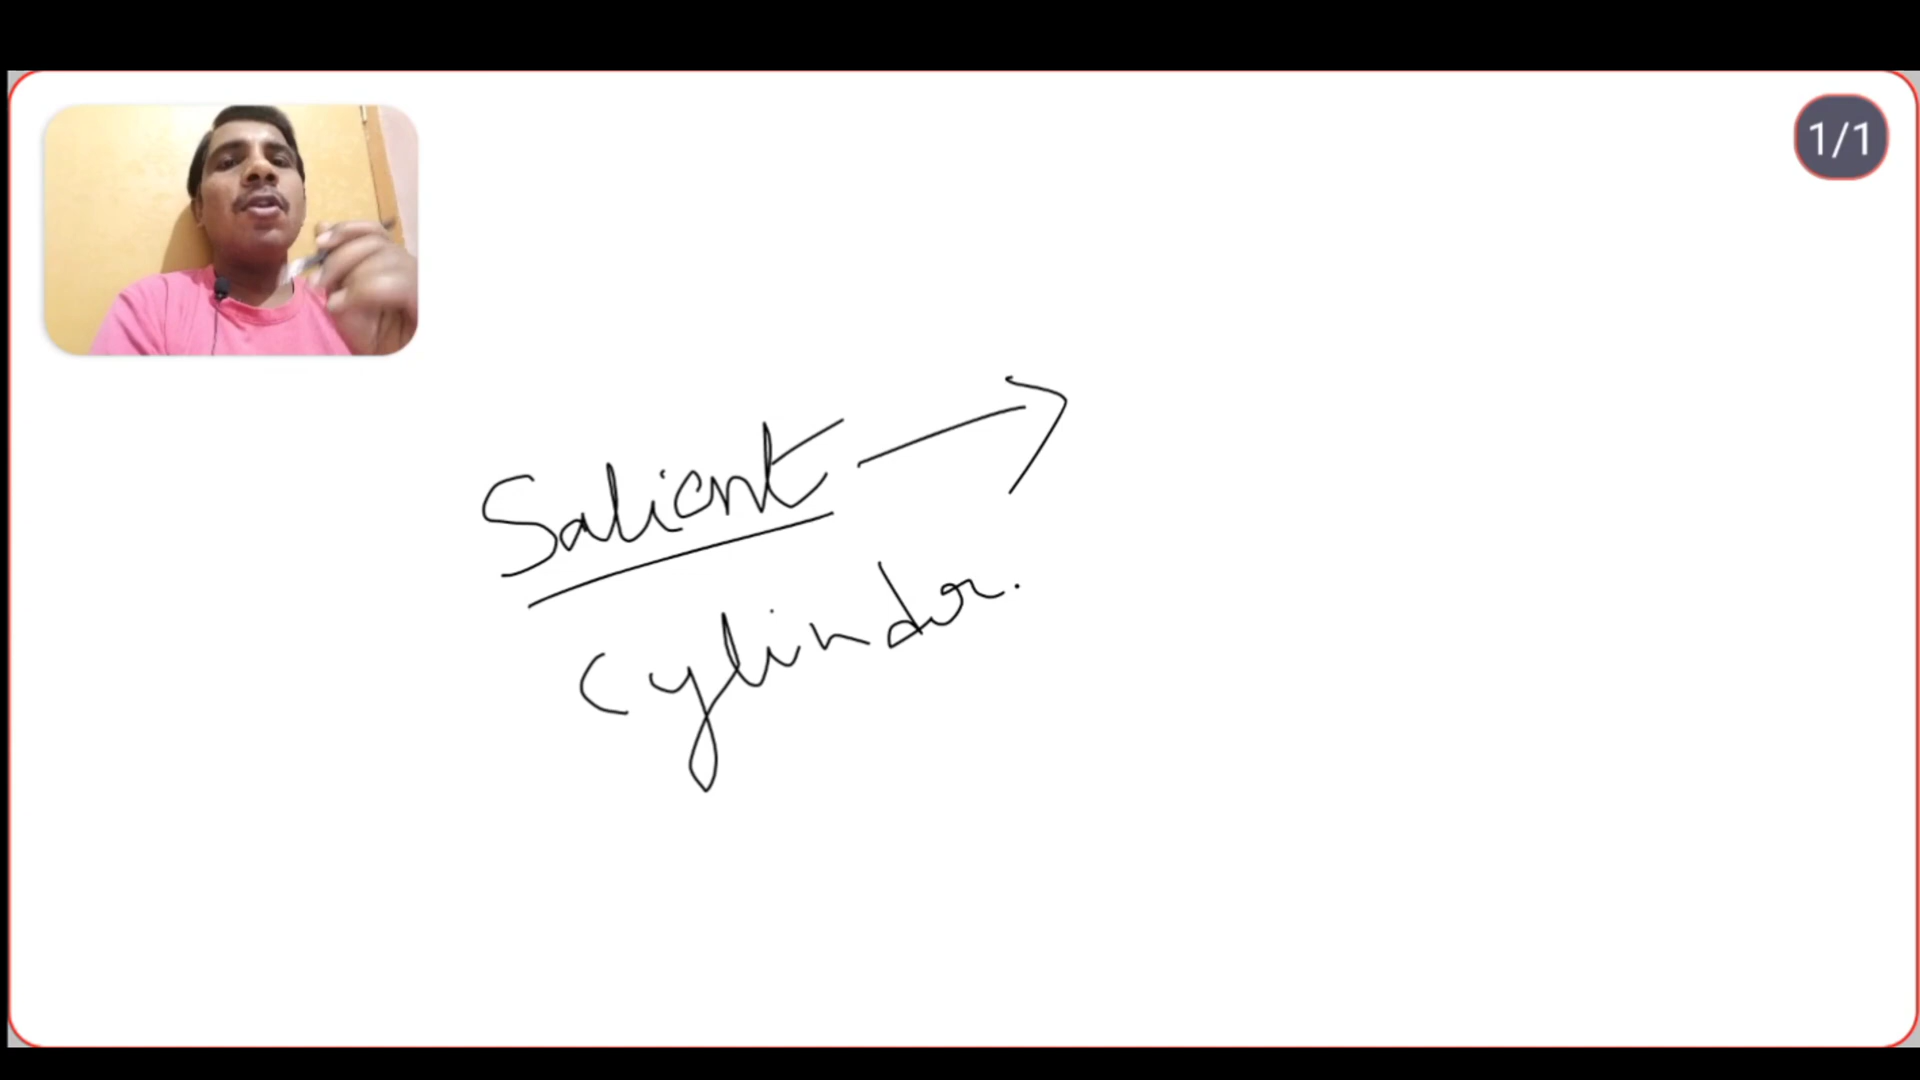 1/1
Salient →
Cylinder.